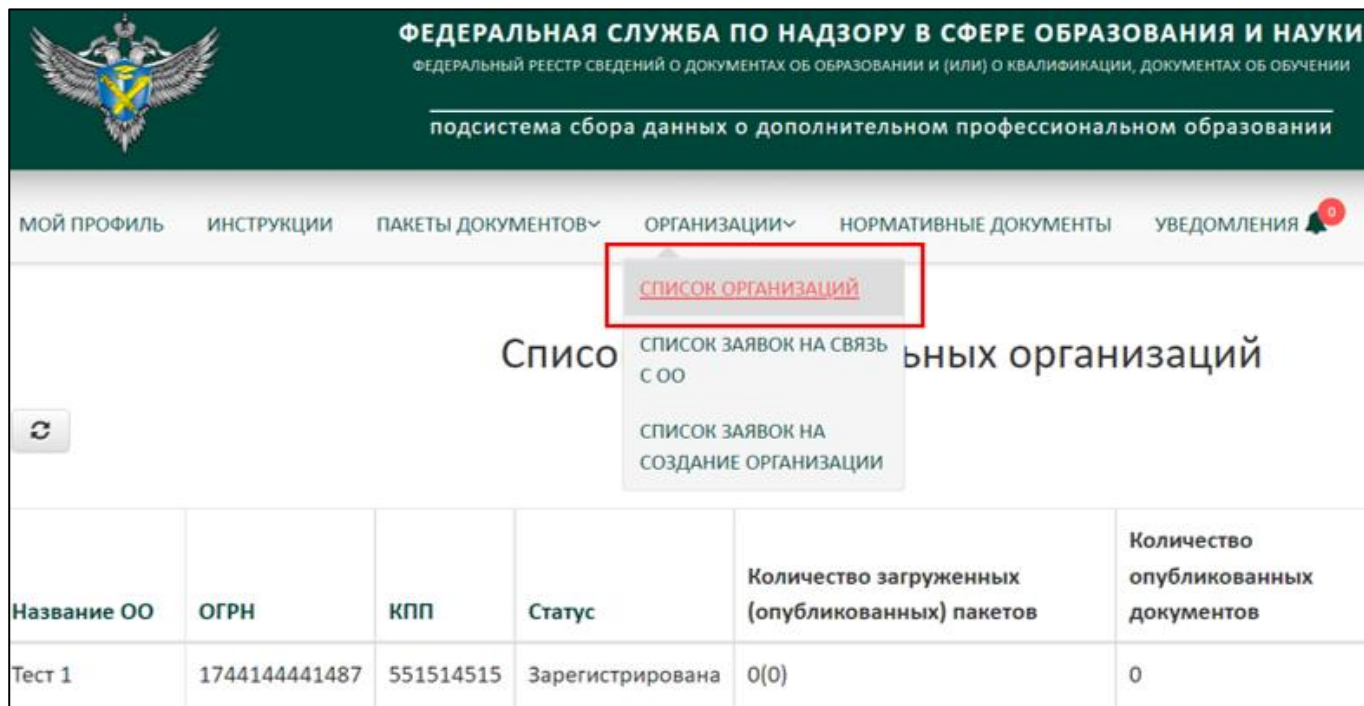 ФЕДЕРАЛЬНАЯ СЛУЖБА ПО НАДЗОРУ В СФЕРЕ ОБРАЗОВАНИЯ И НАУКИ
ФЕДЕРАЛЬНЫЙ РЕЕСТР СВЕДЕНИЙ О ДОКУМЕНТАХ ОБ ОБРАЗОВАНИИ И (ИЛИ) О КВАЛИФИКАЦИИ, ДОКУМЕНТАХ ОБ ОБУЧЕНИИ
подсистема сбора данных о дополнительном профессиональном образовании
МОЙ ПРОФИЛЬ ИНСТРУКЦИИ ПАКЕТЫ ДОКУМЕНТОВ ОРГАНИЗАЦИИ НОРМАТИВНЫЕ ДОКУМЕНТЫ УВЕДОМЛЕНИЯ 0
СПИСОК ОРГАНИЗАЦИЙ
СПИСОК ЗАЯВОК НА СВЯЗЬ
С ОО
СПИСОК ЗАЯВОК НА
СОЗДАНИЕ ОРГАНИЗАЦИИ
Списо ьных организаций
Название ОО ОГРН КПП Статус Количество загруженных (опубликованных) пакетов Количество опубликованных документов
Тест 1 1744144441487 551514515 Зарегистрирована 0(0) 0